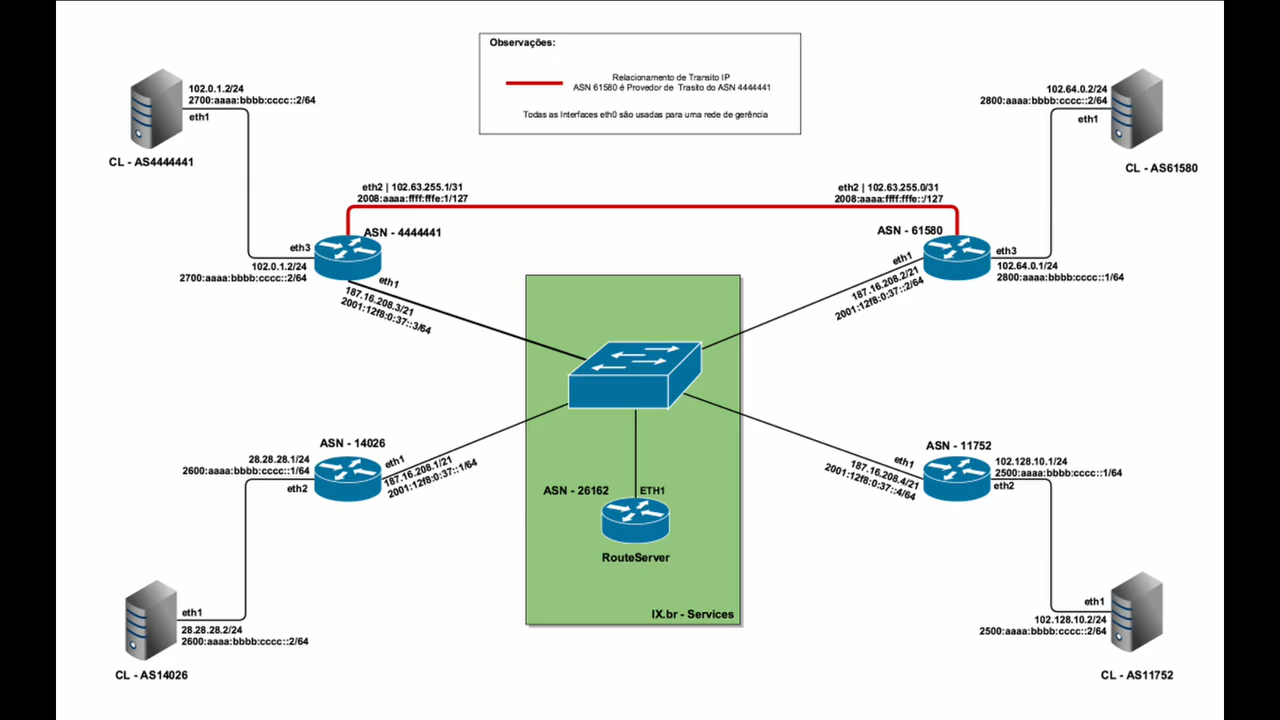 Observações:
Relacionamento de Transito IP
ASN 61580 é Provedor de Trasito do ASN 4444441
Todas as Interfaces eth0 são usadas para uma rede de gerência
102.0.1.2/24
2700:aaaa:bbbb:cccc::2/64
eth1
CL - AS4444441
102.64.0.2/24
2800:aaaa:bbbb:cccc::2/64
eth1
CL - AS61580
eth2 | 102.63.255.1/31
2008:aaaa:ffff:fffe:1/127
eth2 | 102.63.255.0/31
2008:aaaa:ffff:fffe::/127
ASN - 4444441
ASN - 61580
eth3
102.0.1.2/24
2700:aaaa:bbbb:cccc::2/64
eth1
187.16.208.3/21
2001:12f8:0:37::3/64
eth1
187.16.208.2/21
2001:12f8:0:37::2/64
eth3
102.64.0.1/24
2800:aaaa:bbbb:cccc::1/64
ASN - 14026
28.28.28.1/24
2600:aaaa:bbbb:cccc::1/64
eth2
eth1
187.16.208.1/21
2001:12f8:0:37::1/64
ASN - 11752
eth1
187.16.208.4/21
2001:12f8:0:37::4/64
102.128.10.1/24
2500:aaaa:bbbb:cccc::1/64
eth2
ASN - 26162
ETH1
RouteServer
IX.br - Services
eth1
28.28.28.2/24
2600:aaaa:bbbb:cccc::2/64
CL - AS14026
eth1
102.128.10.2/24
2500:aaaa:bbbb:cccc::2/64
CL - AS11752